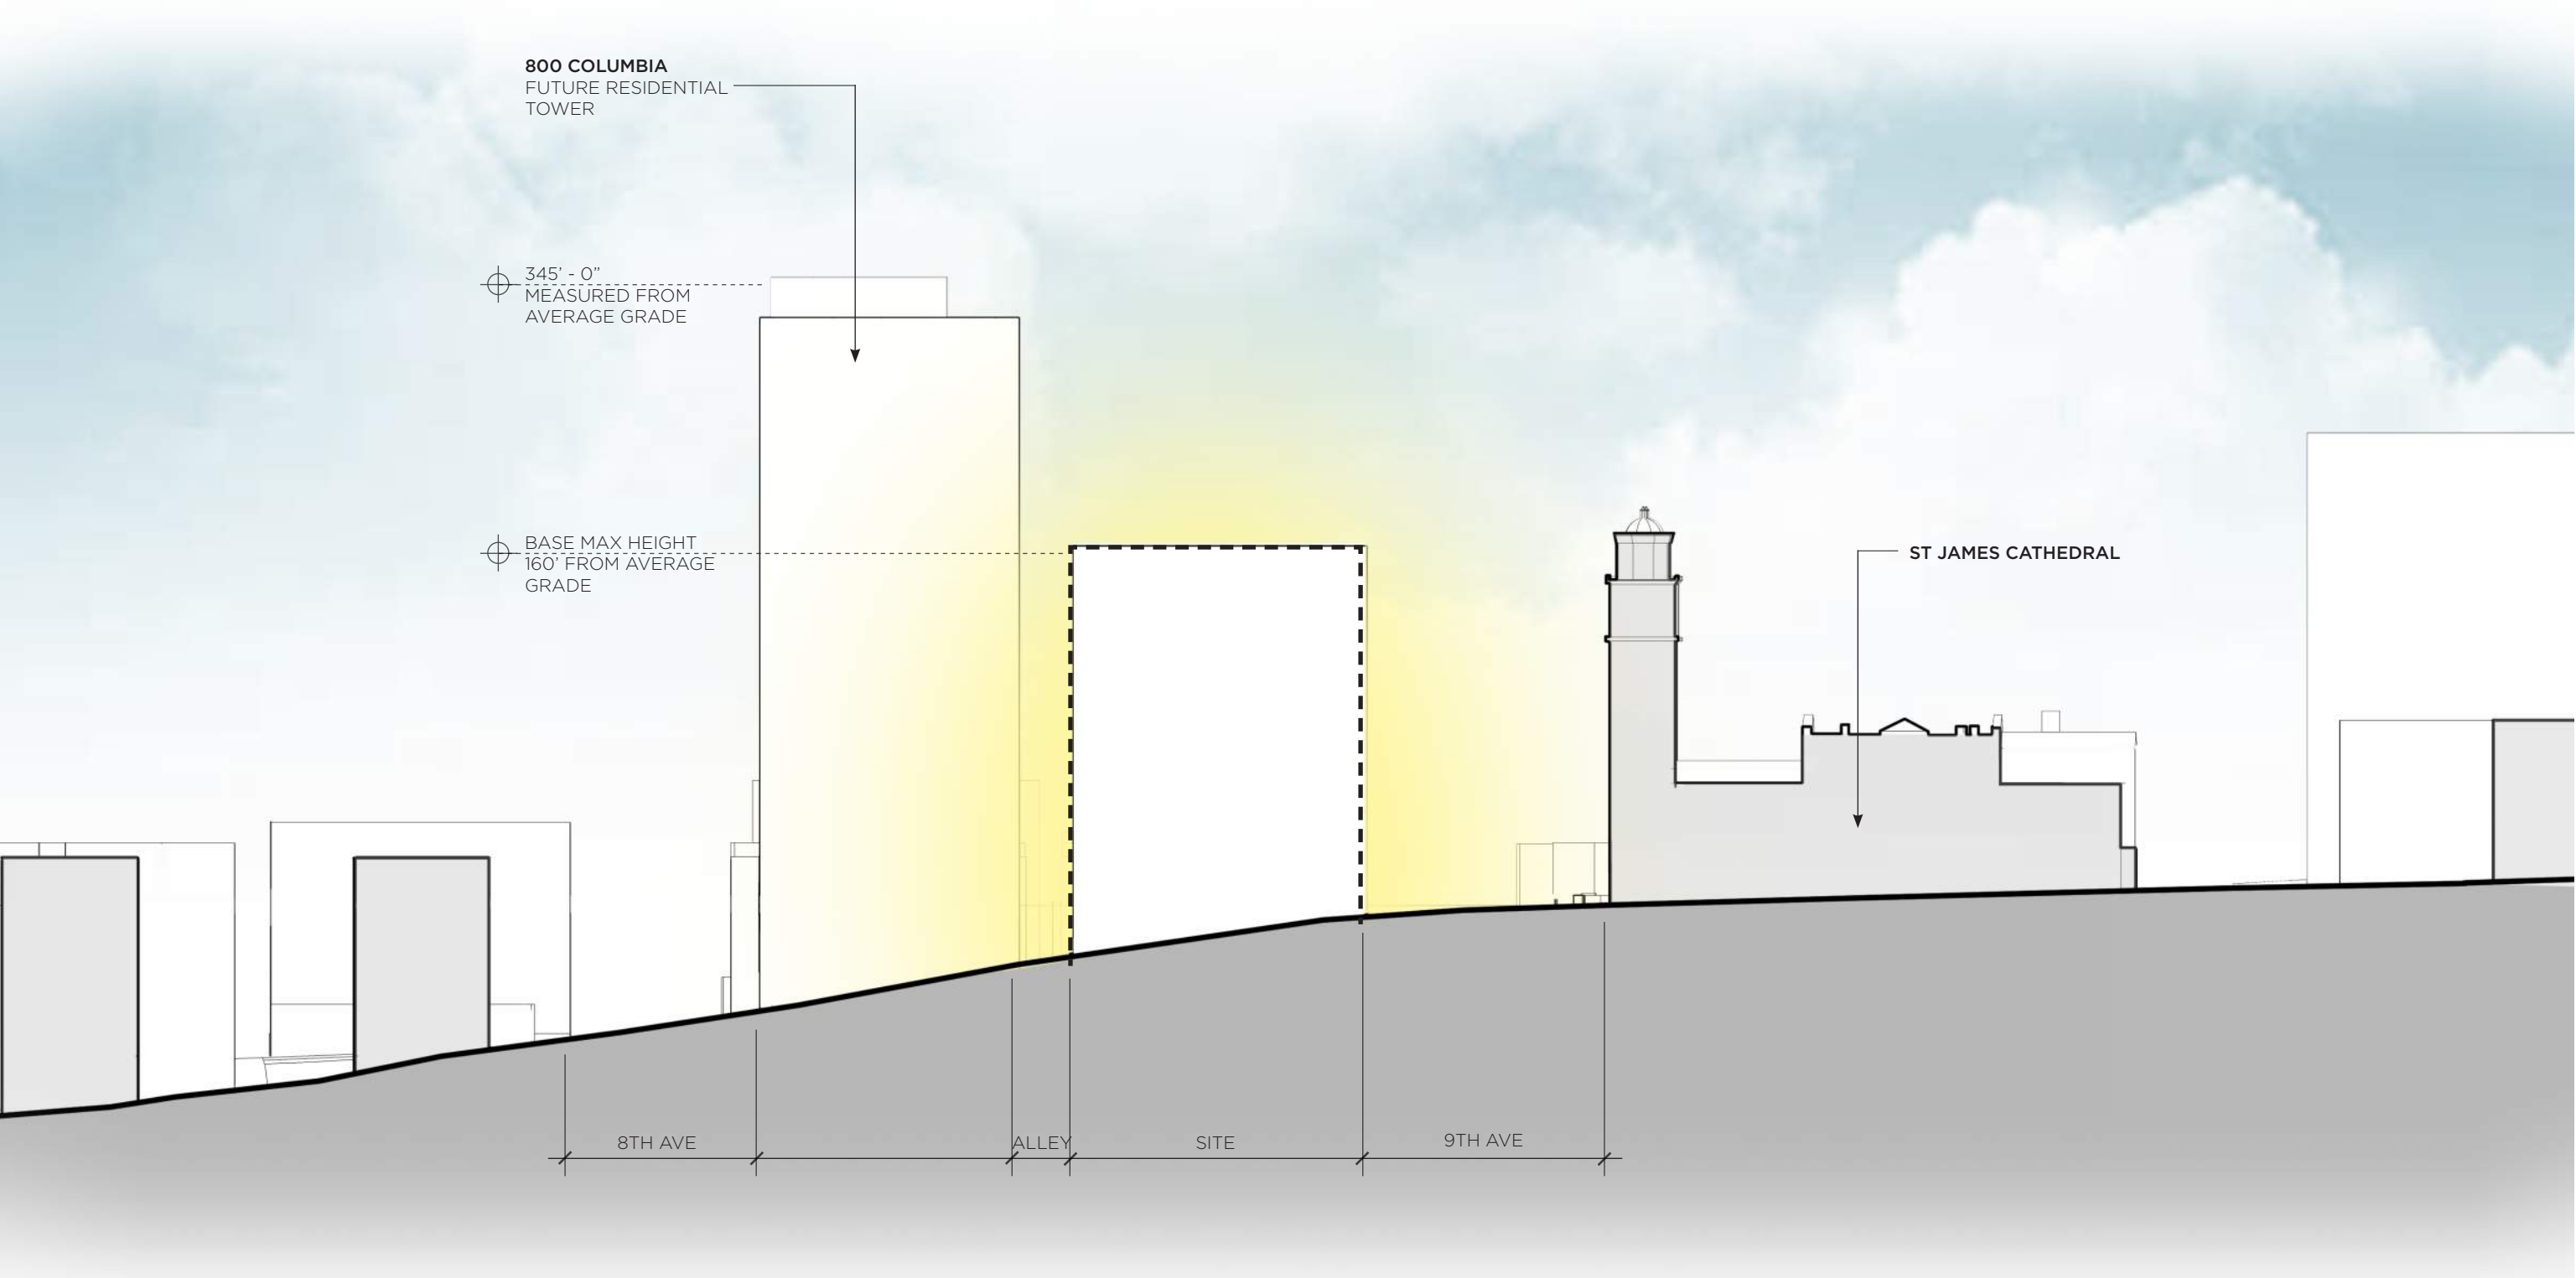 800 COLUMBIA
FUTURE RESIDENTIAL
TOWER
345’ - 0”
MEASURED FROM
AVERAGE GRADE
BASE MAX HEIGHT
160’ FROM AVERAGE
GRADE
ST JAMES CATHEDRAL
8TH AVE
ALLEY
SITE
9TH AVE